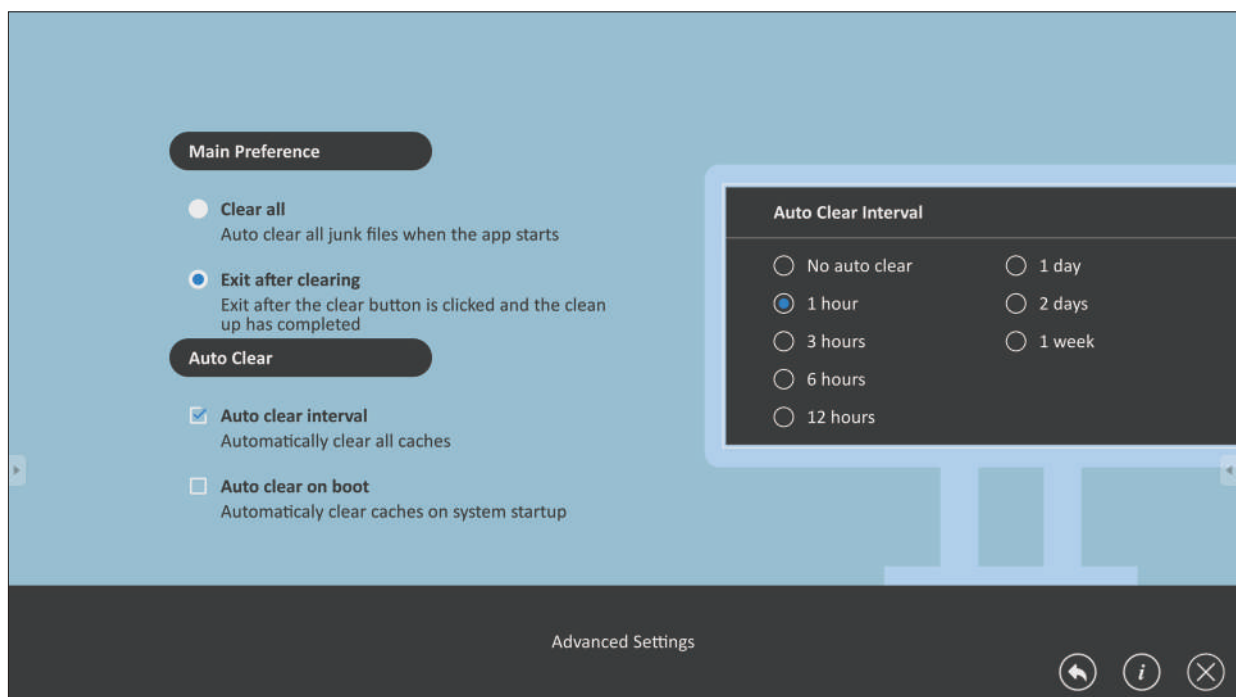 Main Preference
Clear all
Auto clear all junk files when the app starts
Exit after clearing
Exit after the clear button is clicked and the clean
up has completed
Auto Clear
Auto clear interval
Automatically clear all caches
Auto clear on boot
Automaticaly clear caches on system startup
Auto Clear Interval
No auto clear
1 hour
3 hours
6 hours
12 hours
1 day
2 days
1 week
Advanced Settings
i